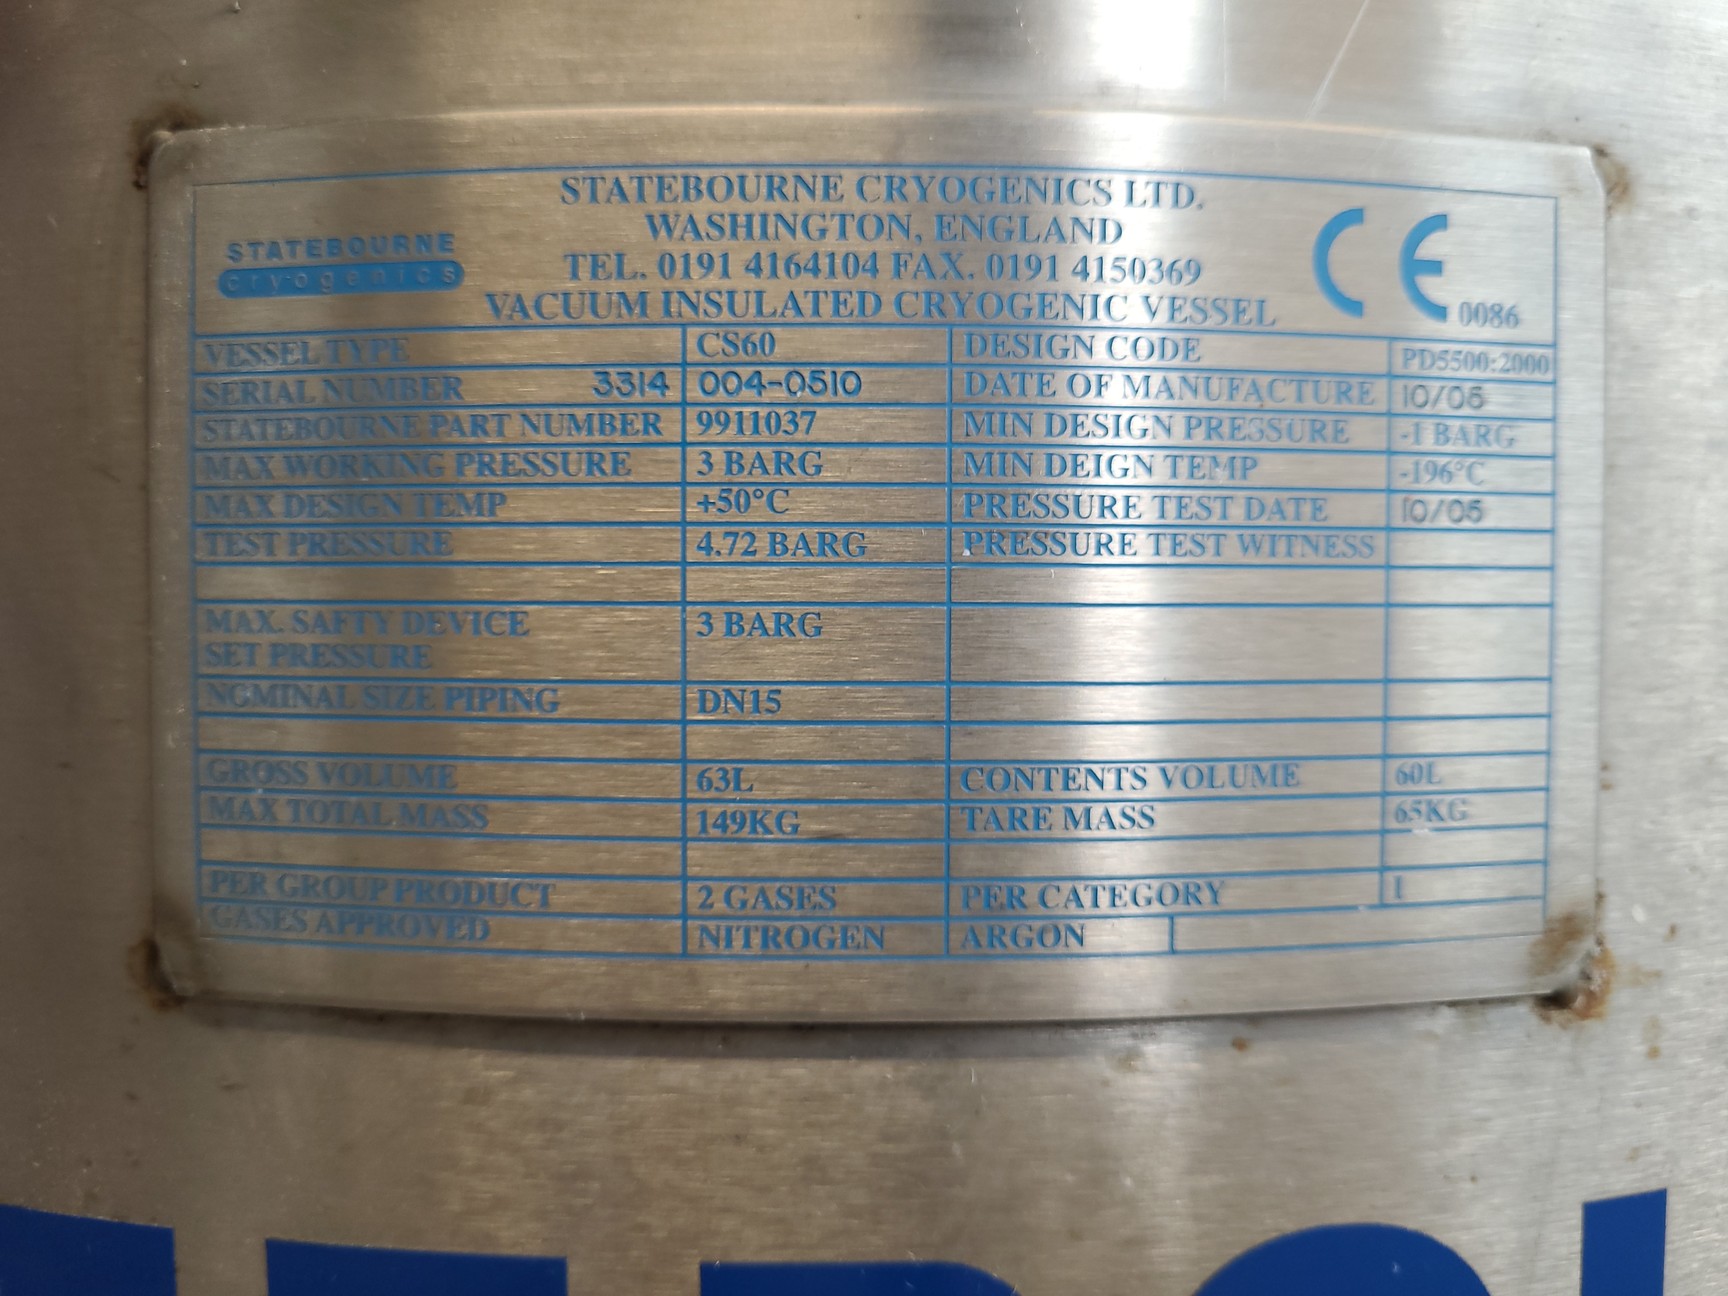 STATEBOURNE CRYOGENICS LTD.
WASHINGTON, ENGLAND
TEL. 0191 4164104 FAX. 0191 4150369
VACUUM INSULATED CRYOGENIC VESSEL
STATEBOURNE
cryogenics
CE 0086
VESSEL TYPE CS60 DESIGN CODE PD5500:2000
SERIAL NUMBER 3314 004-0510 DATE OF MANUFACTURE 10/05
STATEBOURNE PART NUMBER 9911037 MIN DESIGN PRESSURE -1 BARG
MAX WORKING PRESSURE 3 BARG MIN DEIGN TEMP -196°C
MAX DESIGN TEMP +50°C PRESSURE TEST DATE 10/05
TEST PRESSURE 4.72 BARG PRESSURE TEST WITNESS
MAX. SAFTY DEVICE 3 BARG
SET PRESSURE
NOMINAL SIZE PIPING DN15
GROSS VOLUME 63L CONTENTS VOLUME 60L
MAX TOTAL MASS 149KG TARE MASS 65KG
PER GROUP PRODUCT 2 GASES PER CATEGORY I
GASES APPROVED NITROGEN ARGON